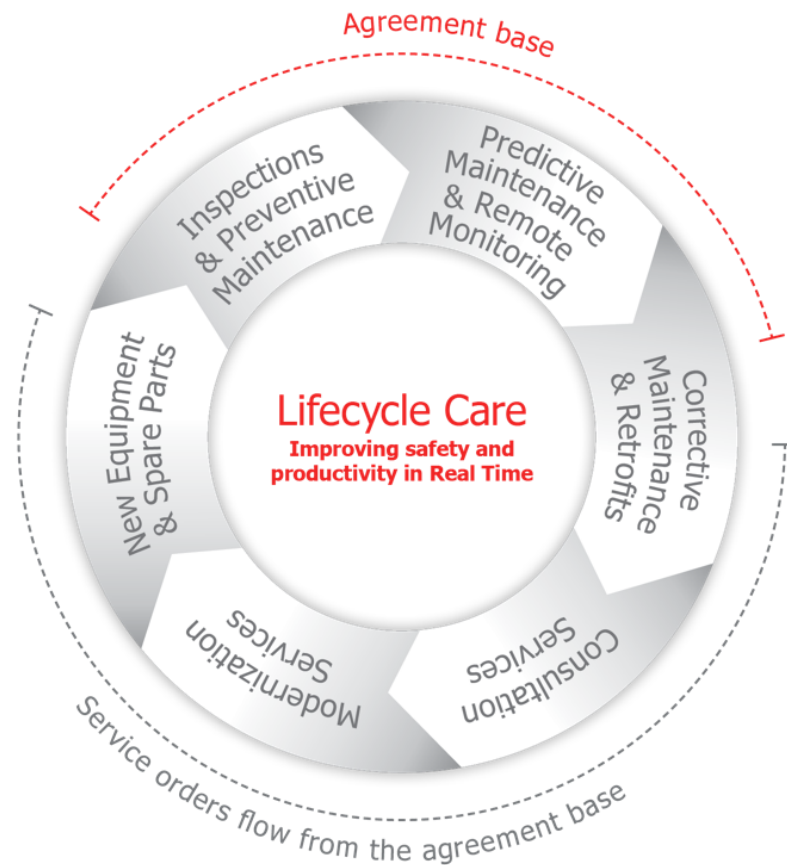 Agreement base
Inspections
& Preventive
Maintenance
Predictive
Maintenance
& Remote
Monitoring
Corrective
Maintenance
& Retrofits
Consultation
Services
Modernization
Services
New Equipment
& Spare Parts
Lifecycle Care
Improving safety and
productivity in Real Time
Service orders flow from the agreement base